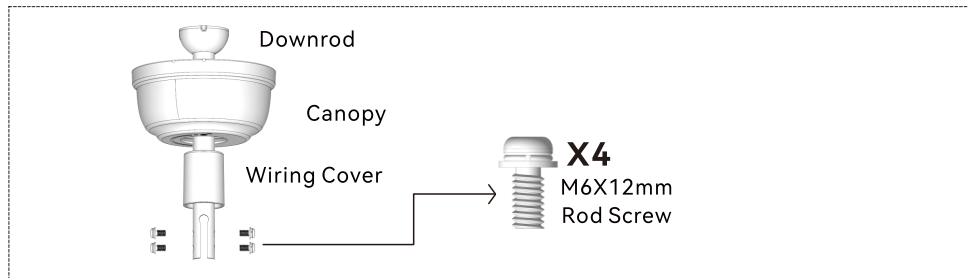 Downrod
Canopy
Wiring Cover
X4
M6X12mm
Rod Screw